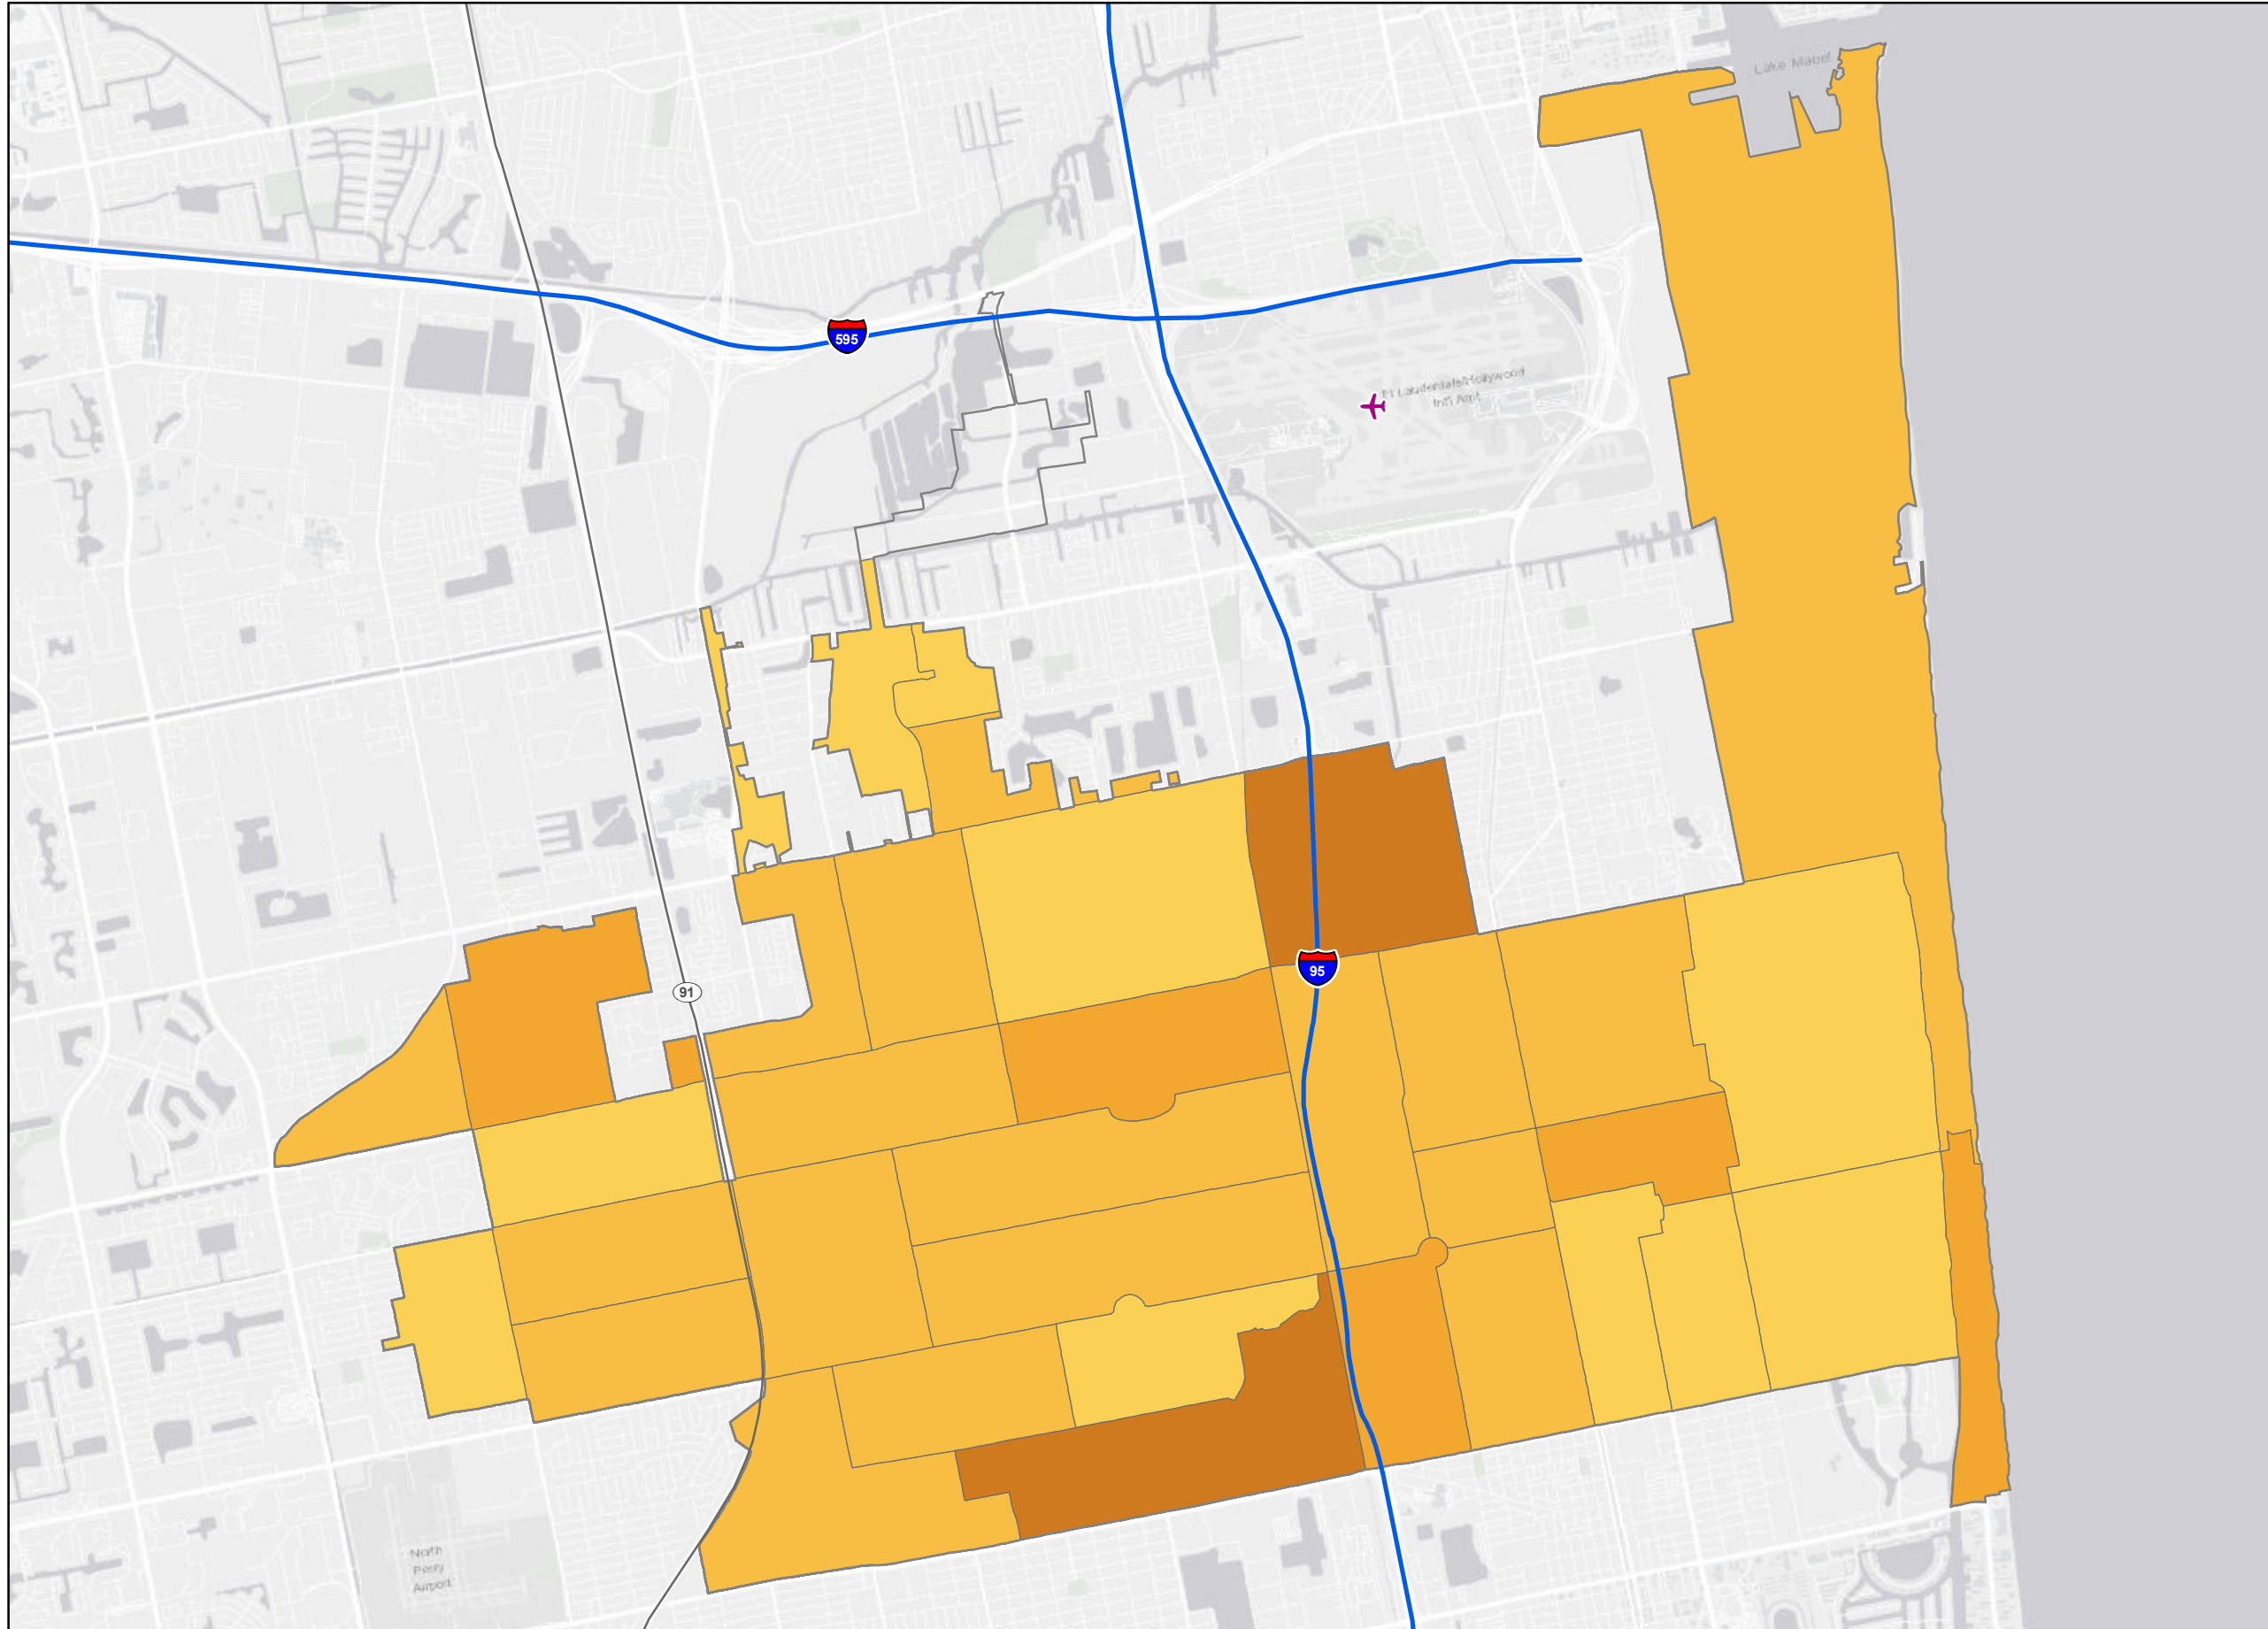 Lake Mabel
595
Ft Lauderdale/Hollywood
Int'l Arpt
95
91
North
Perry
Airport